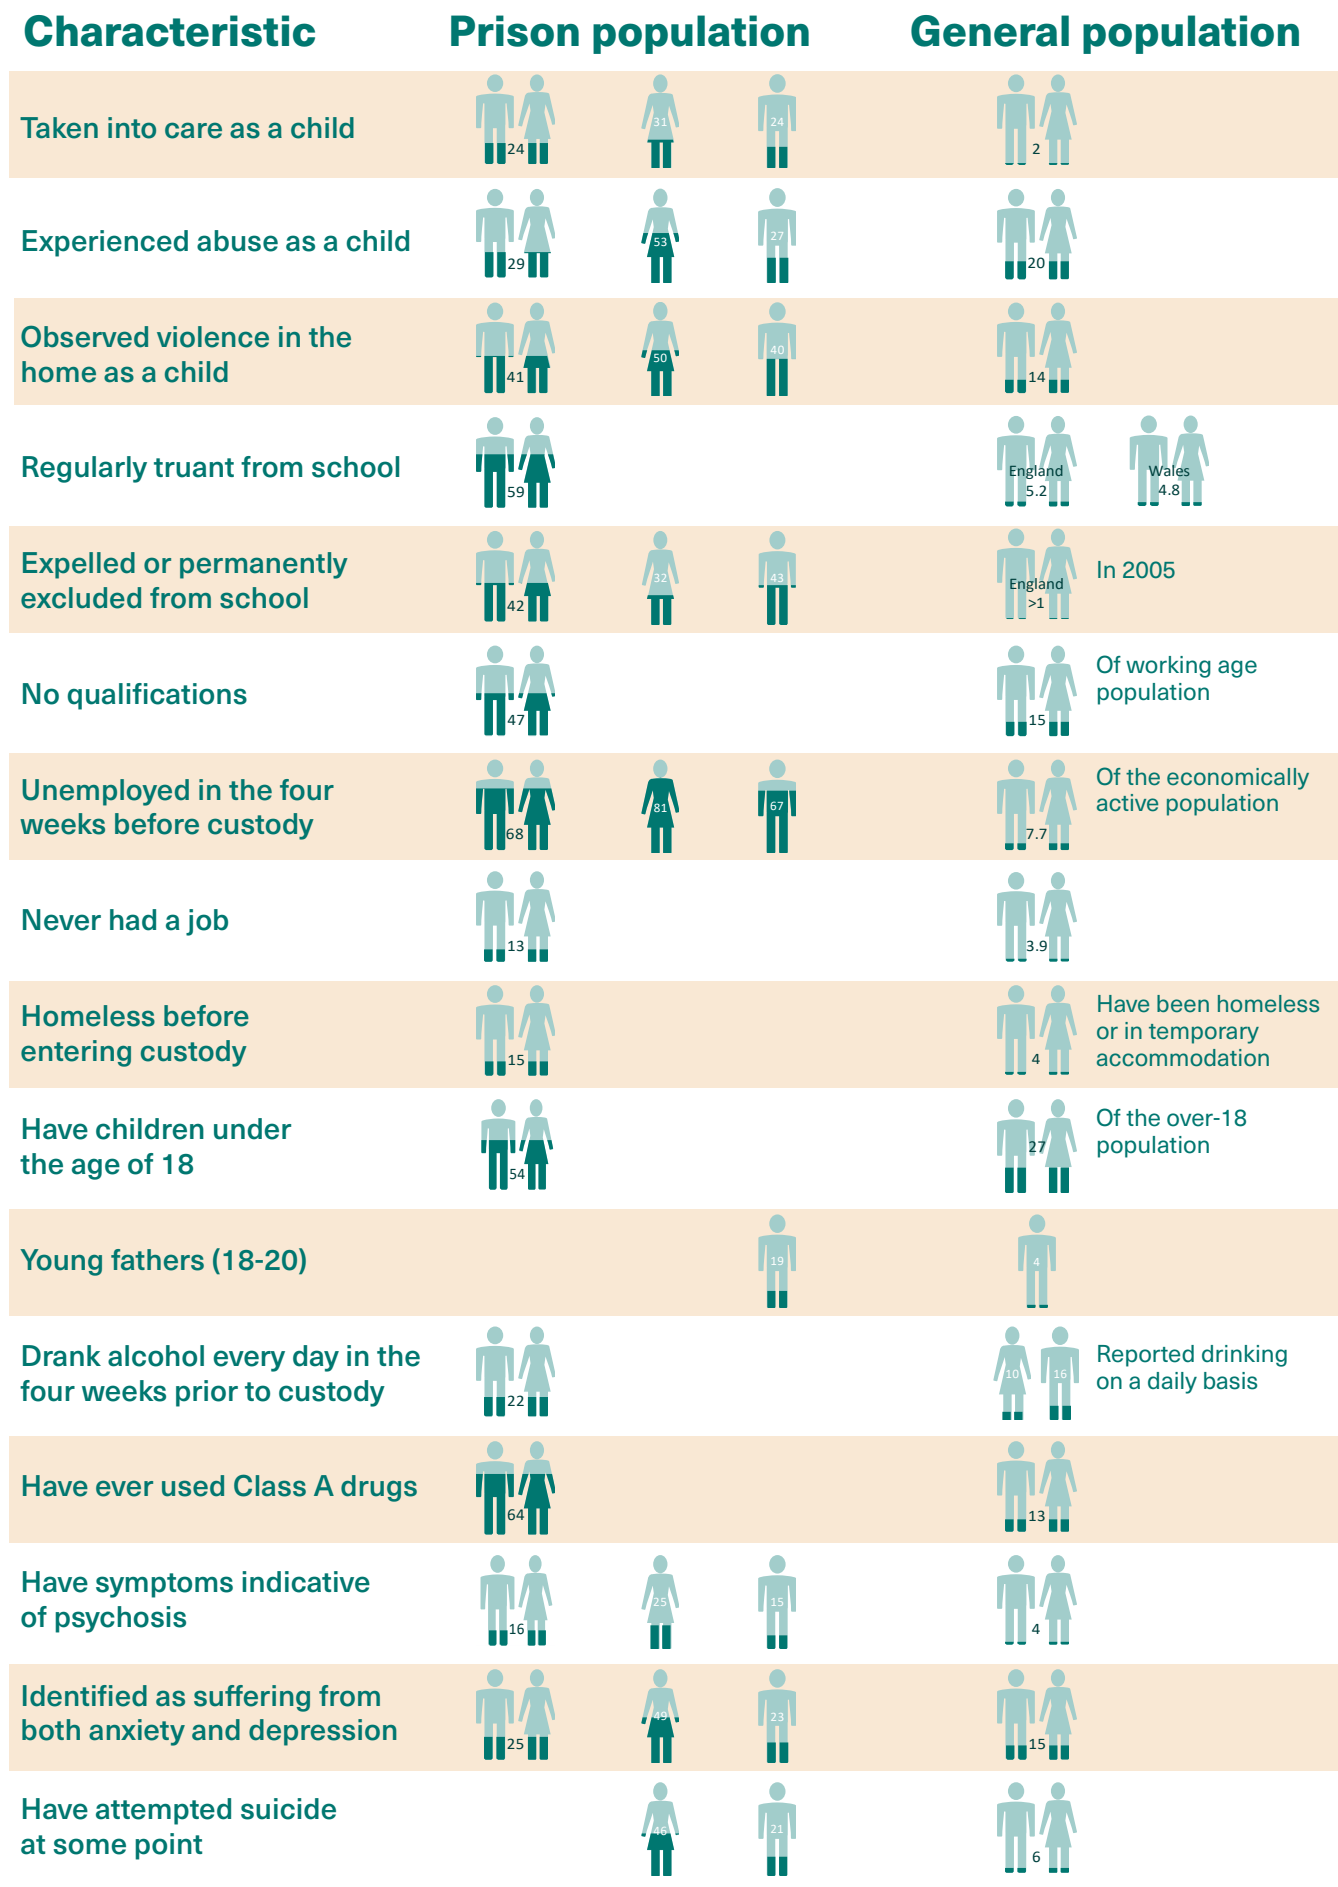 Characteristic Prison population General population
Taken into care as a child
24 31 24 2
Experienced abuse as a child
29 53 27 20
Observed violence in the
home as a child
41 50 40 14
Regularly truant from school
59
England
5.2
Wales
4.8
Expelled or permanently
excluded from school
42 32 43
England
>1
In 2005
No qualifications
47 15
Of working age
population
Unemployed in the four
weeks before custody
68 81 67 7.7
Of the economically
active population
Never had a job
13 3.9
Homeless before
entering custody
15 4
Have been homeless
or in temporary
accommodation
Have children under
the age of 18
54 27
Of the over-18
population
Young fathers (18-20)
19 4
Drank alcohol every day in the
four weeks prior to custody
22 10 16
Reported drinking
on a daily basis
Have ever used Class A drugs
64 13
Have symptoms indicative
of psychosis
16 25 15 4
Identified as suffering from
both anxiety and depression
25 49 23 15
Have attempted suicide
at some point
46 21 6